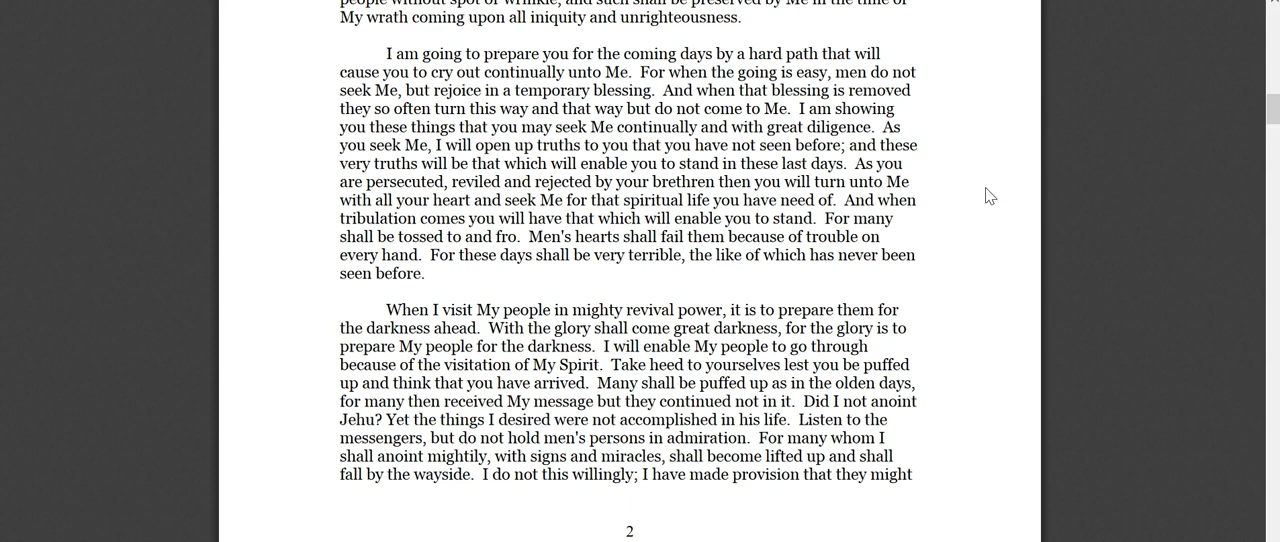 people without spot or wrinkle, and such shall be preserved by Me in the time of
My wrath coming upon all iniquity and unrighteousness.
I am going to prepare you for the coming days by a hard path that will
cause you to cry out continually unto Me.  For when the going is easy, men do not
seek Me, but rejoice in a temporary blessing.  And when that blessing is removed
they so often turn this way and that way but do not come to Me.  I am showing
you these things that you may seek Me continually and with great diligence.  As
you seek Me, I will open up truths to you that you have not seen before; and these
very truths will be that which will enable you to stand in these last days.  As you
are persecuted, reviled and rejected by your brethren then you will turn unto Me
with all your heart and seek Me for that spiritual life you have need of.  And when
tribulation comes you will have that which will enable you to stand.  For many
shall be tossed to and fro.  Men's hearts shall fail them because of trouble on
every hand.  For these days shall be very terrible, the like of which has never been
seen before.
When I visit My people in mighty revival power, it is to prepare them for
the darkness ahead.  With the glory shall come great darkness, for the glory is to
prepare My people for the darkness.  I will enable My people to go through
because of the visitation of My Spirit.  Take heed to yourselves lest you be puffed
up and think that you have arrived.  Many shall be puffed up as in the olden days,
for many then received My message but they continued not in it.  Did I not anoint
Jehu? Yet the things I desired were not accomplished in his life.  Listen to the
messengers, but do not hold men's persons in admiration.  For many whom I
shall anoint mightily, with signs and miracles, shall become lifted up and shall
fall by the wayside.  I do not this willingly; I have made provision that they might
2